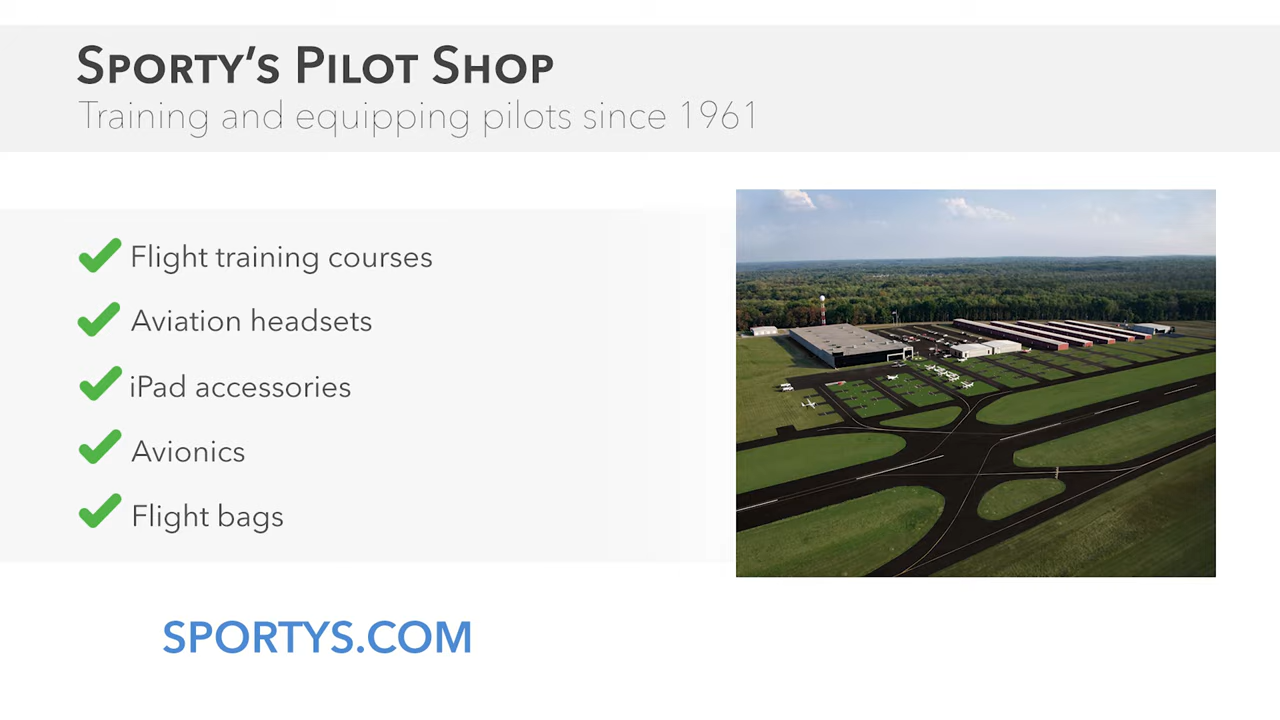 Sporty's Pilot Shop
Training and equipping pilots since 1961
Flight training courses
Aviation headsets
iPad accessories
Avionics
Flight bags
SPORTYS.COM